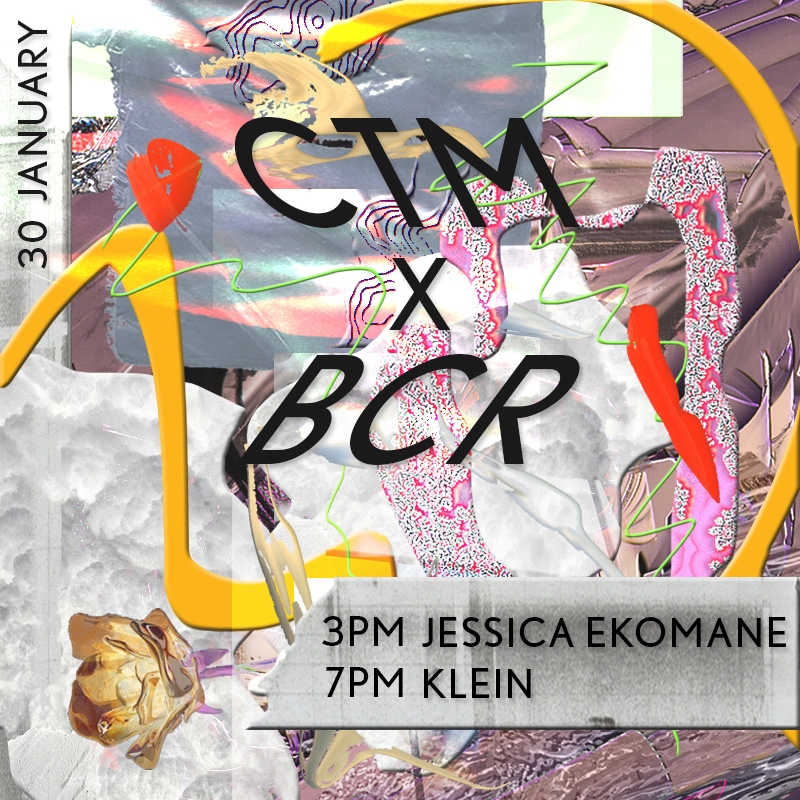 30 JANUARY
CTM
X
BCR
3PM JESSICA EKOMANE
7PM KLEIN